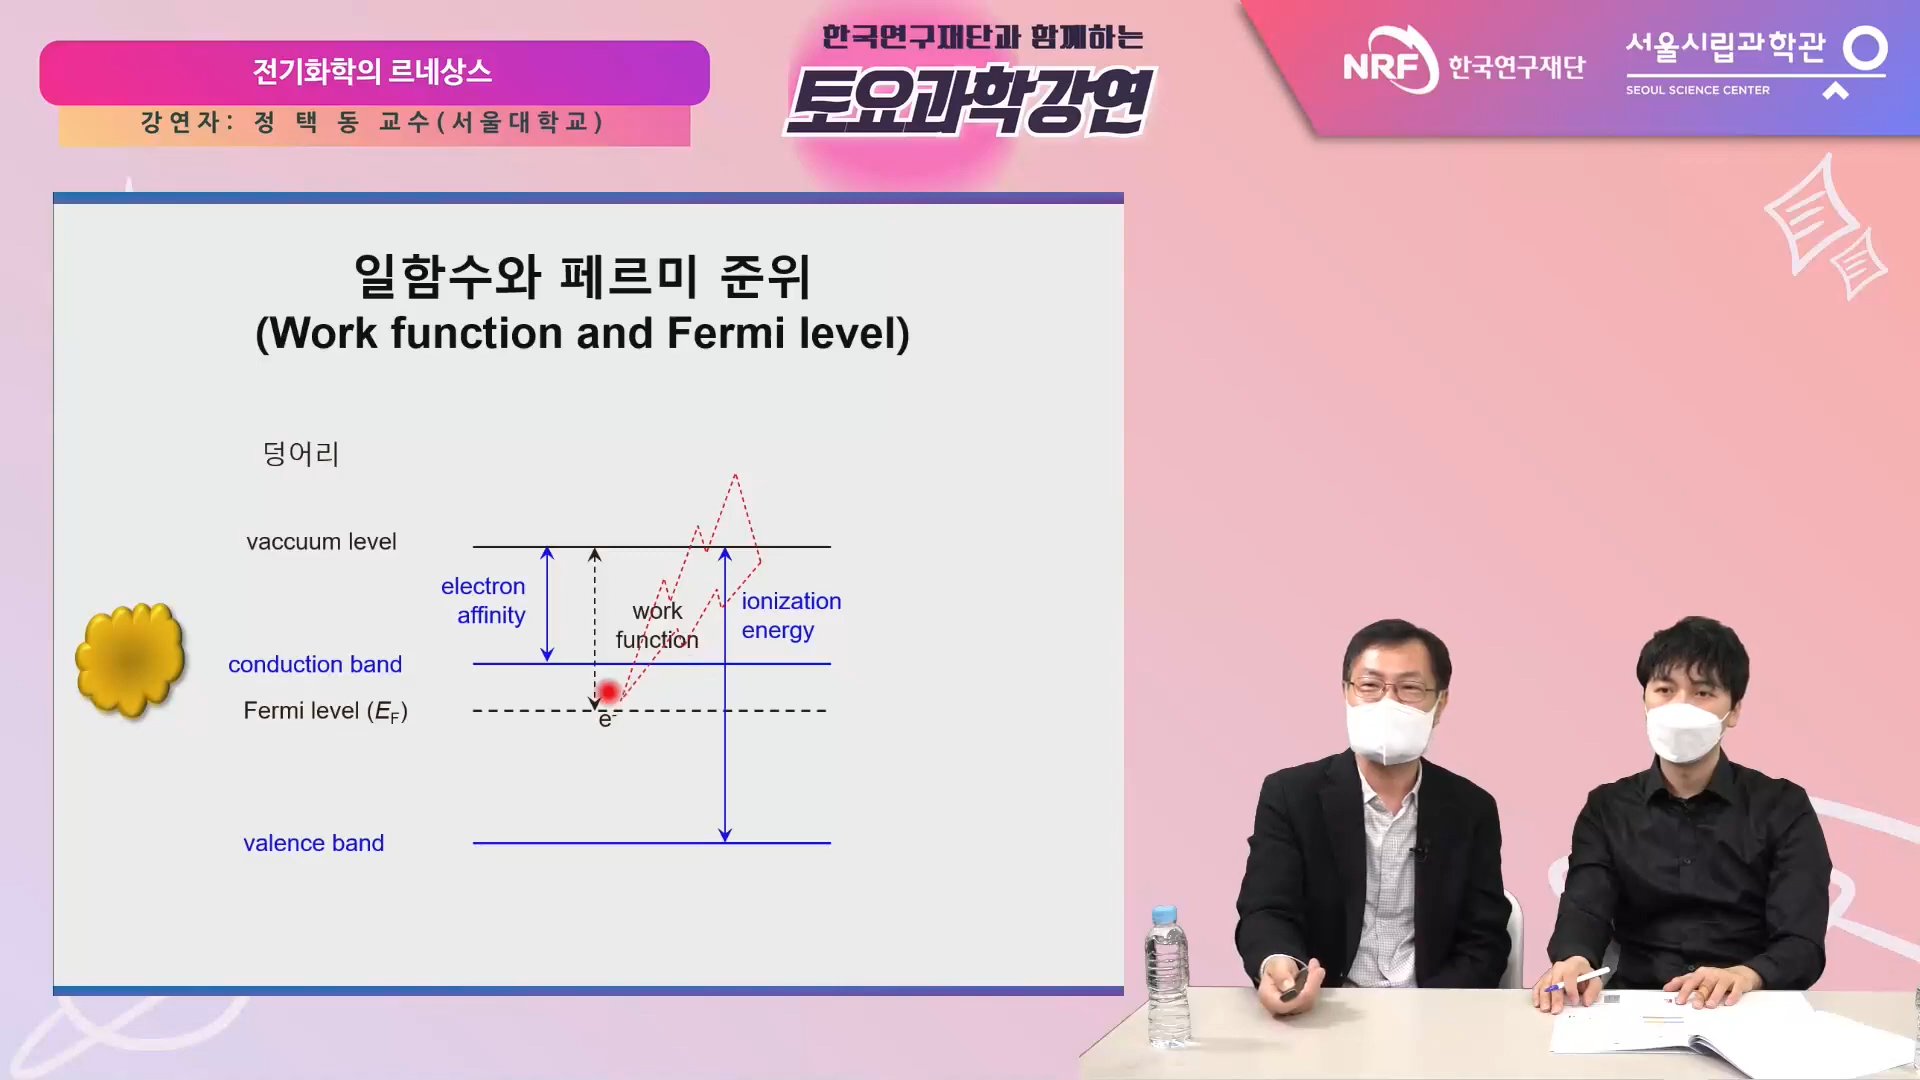 전기화학의 르네상스
강연자: 정 택 동 교수(서울대학교)
한국연구재단과 함께하는
토요과학강연
NRF 한국연구재단
서울시립과학관
SEOUL SCIENCE CENTER
일함수와 페르미 준위
(Work function and Fermi level)
덩어리
vaccuum level
electron
affinity
work
function
ionization
energy
conduction band
Fermi level (EF)
e-
valence band